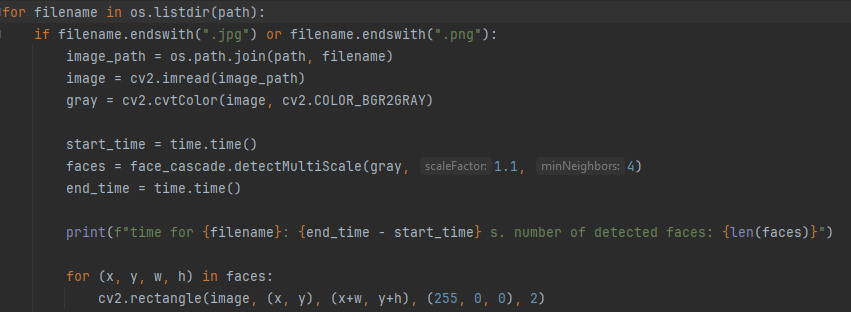 for filename in os.listdir(path):
    if filename.endswith(".jpg") or filename.endswith(".png"):
        image_path = os.path.join(path, filename)
        image = cv2.imread(image_path)
        gray = cv2.cvtColor(image, cv2.COLOR_BGR2GRAY)
        start_time = time.time()
        faces = face_cascade.detectMultiScale(gray, scaleFactor: 1.1, minNeighbors: 4)
        end_time = time.time()
        print(f"time for {filename}: {end_time - start_time} s. number of detected faces: {len(faces)}")
        for (x, y, w, h) in faces:
            cv2.rectangle(image, (x, y), (x+w, y+h), (255, 0, 0), 2)